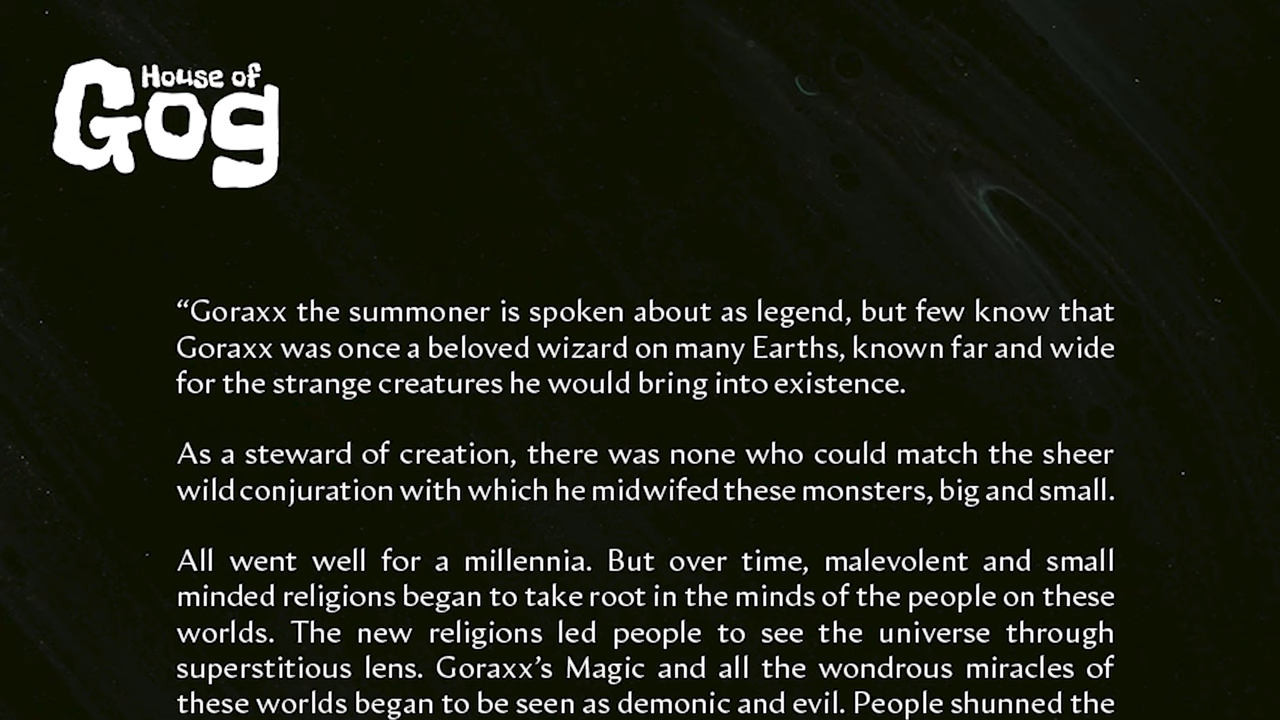 House of
Gog
“Goraxx the summoner is spoken about as legend, but few know that
Goraxx was once a beloved wizard on many Earths, known far and wide
for the strange creatures he would bring into existence.
As a steward of creation, there was none who could match the sheer
wild conjuration with which he midwifed these monsters, big and small.
All went well for a millennia. But over time, malevolent and small
minded religions began to take root in the minds of the people on these
worlds. The new religions led people to see the universe through
superstitious lens. Goraxx’s Magic and all the wondrous miracles of
these worlds began to be seen as demonic and evil. People shunned the